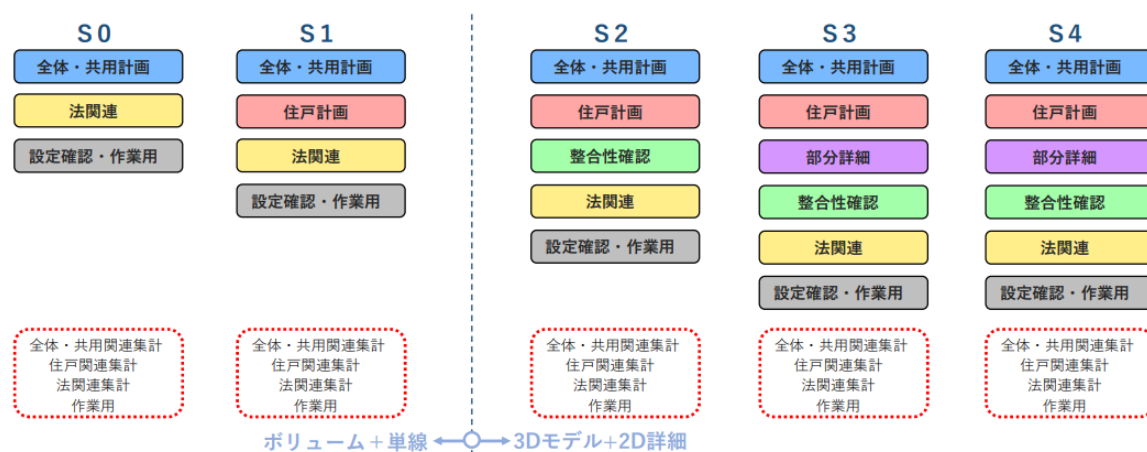 S0
全体・共用計画
法関連
設定確認・作業用
全体・共用関連集計
住戸関連集計
法関連集計
作業用
S1
全体・共用計画
住戸計画
法関連
設定確認・作業用
全体・共用関連集計
住戸関連集計
法関連集計
作業用
S2
全体・共用計画
住戸計画
整合性確認
法関連
設定確認・作業用
全体・共用関連集計
住戸関連集計
法関連集計
作業用
S3
全体・共用計画
住戸計画
部分詳細
整合性確認
法関連
設定確認・作業用
全体・共用関連集計
住戸関連集計
法関連集計
作業用
S4
全体・共用計画
住戸計画
部分詳細
整合性確認
法関連
設定確認・作業用
全体・共用関連集計
住戸関連集計
法関連集計
作業用
ボリューム＋単線
3Dモデル+2D詳細